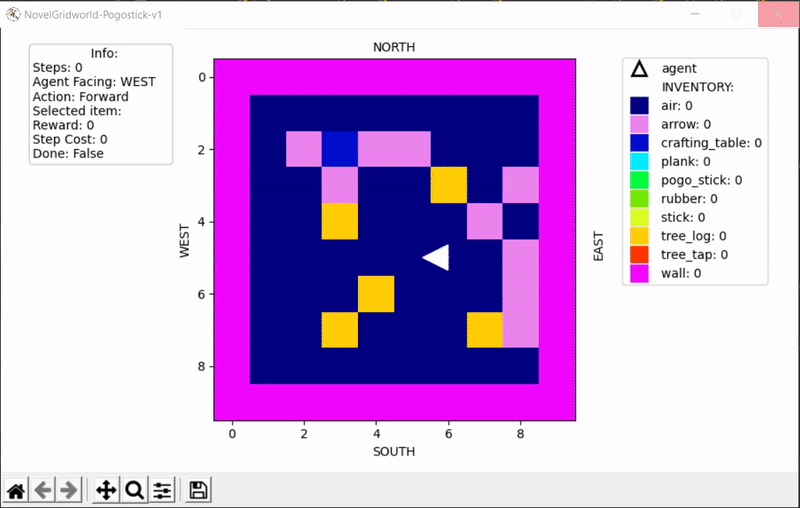 NovelGridworld-Pogostick-v1
Info:
Steps: 0
Agent Facing: WEST
Action: Forward
Selected item:
Reward: 0
Step Cost: 0
Done: False
NORTH
WEST
EAST
SOUTH
0
2
4
6
8
0
2
4
6
8
agent
INVENTORY:
air: 0
arrow: 0
crafting_table: 0
plank: 0
pogo_stick: 0
rubber: 0
stick: 0
tree_log: 0
tree_tap: 0
wall: 0